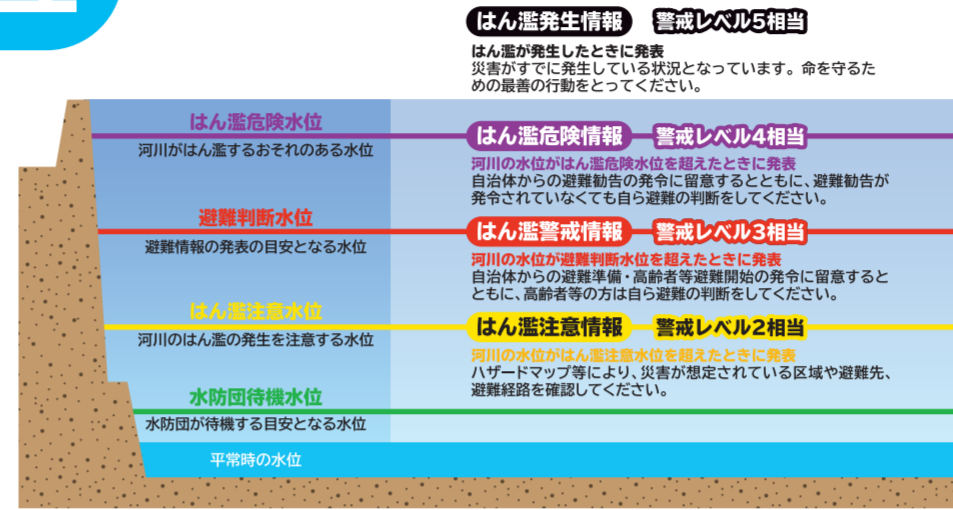 はん濫発生情報 警戒レベル5相当
はん濫が発生したときに発表
災害がすでに発生している状況となっています。命を守るた
めの最善の行動をとってください。
はん濫危険水位
河川がはん濫するおそれのある水位
はん濫危険情報 警戒レベル4相当
河川の水位がはん濫危険水位を超えたときに発表
自治体からの避難勧告の発令に留意するとともに、避難勧告が
発令されていなくても自ら避難の判断をしてください。
避難判断水位
避難情報の発表の目安となる水位
はん濫警戒情報 警戒レベル3相当
河川の水位が避難判断水位を超えたときに発表
自治体からの避難準備・高齢者等避難開始の発令に留意すると
ともに、高齢者等の方は自ら避難の判断をしてください。
はん濫注意水位
河川のはん濫の発生を注意する水位
はん濫注意情報 警戒レベル2相当
河川の水位がはん濫注意水位を超えたときに発表
ハザードマップ等により、災害が想定されている区域や避難先、
避難経路を確認してください。
水防団待機水位
水防団が待機する目安となる水位
平常時の水位